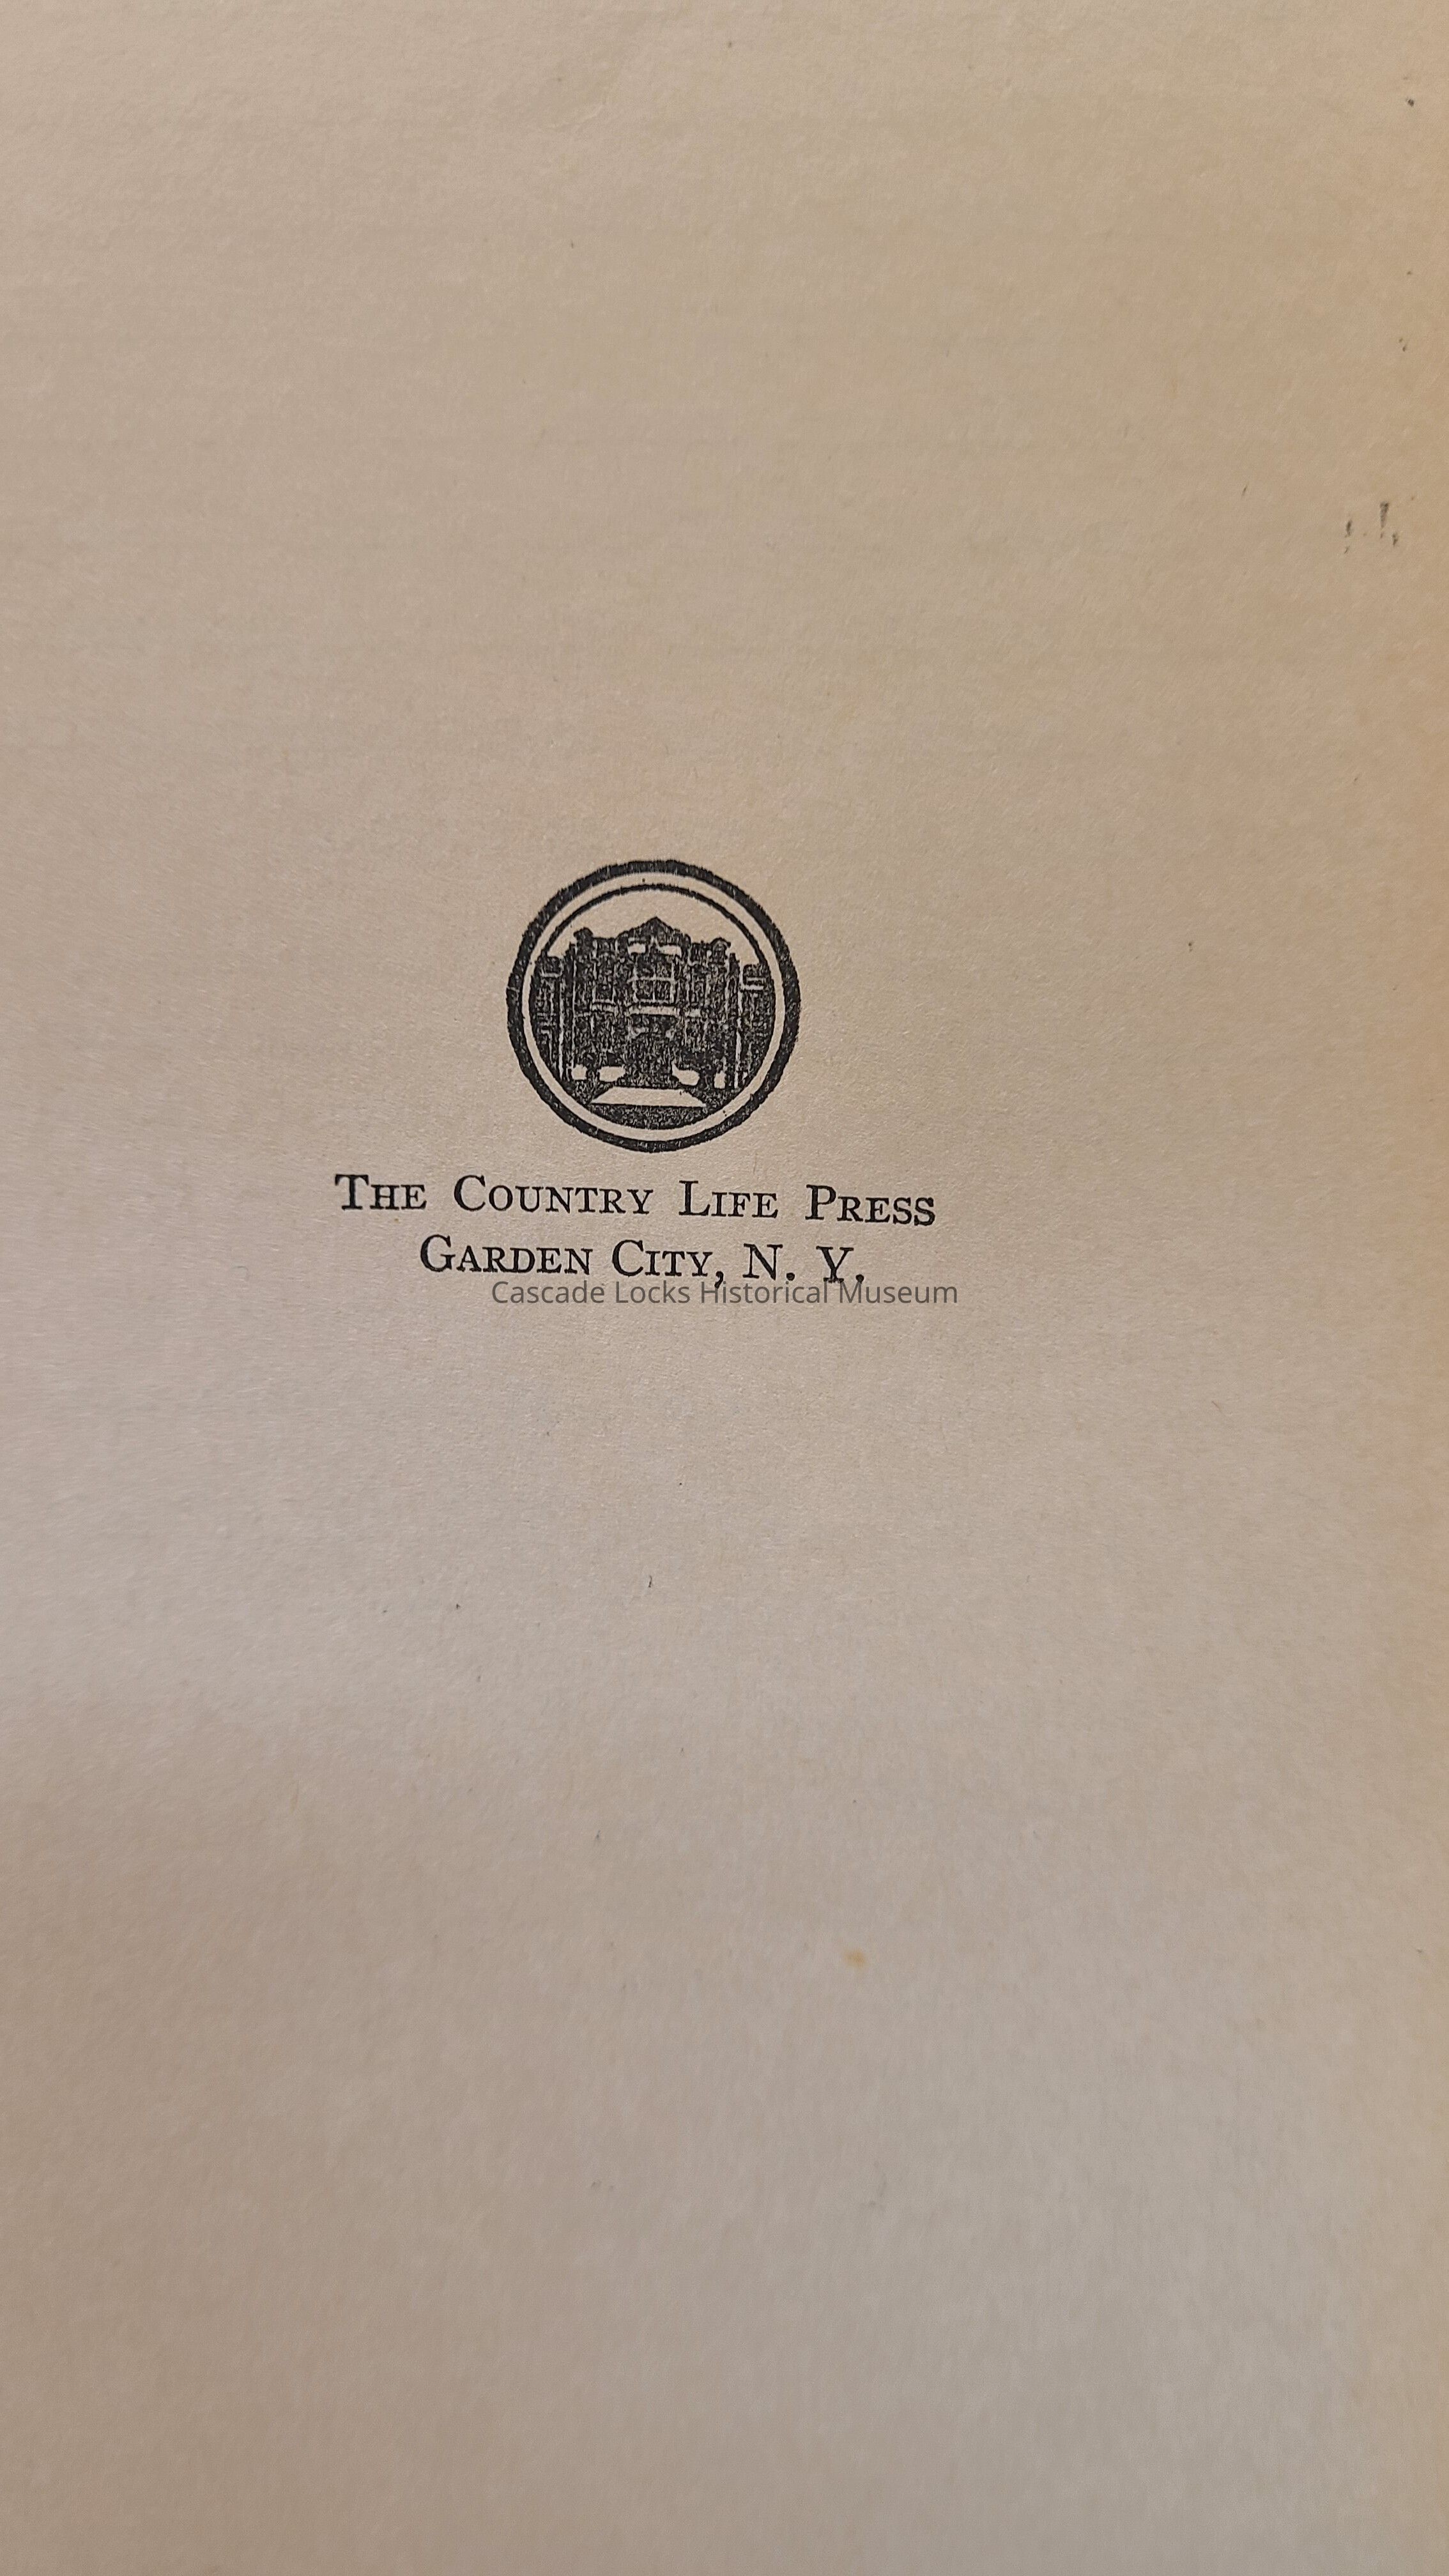 THE COUNTRY LIFE PRESS
GARDEN CITY, N. Y.
Cascade Locks Historical Museum